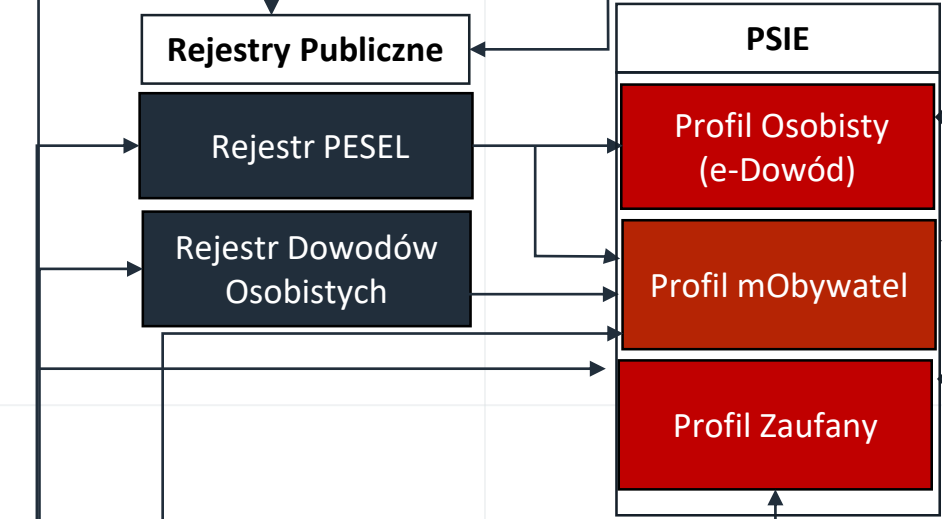 Rejestry Publiczne
Rejestr PESEL
Rejestr Dowodów
Osobistych
PSIE
Profil Osobisty
(e-Dowód)
Profil mObywatel
Profil Zaufany